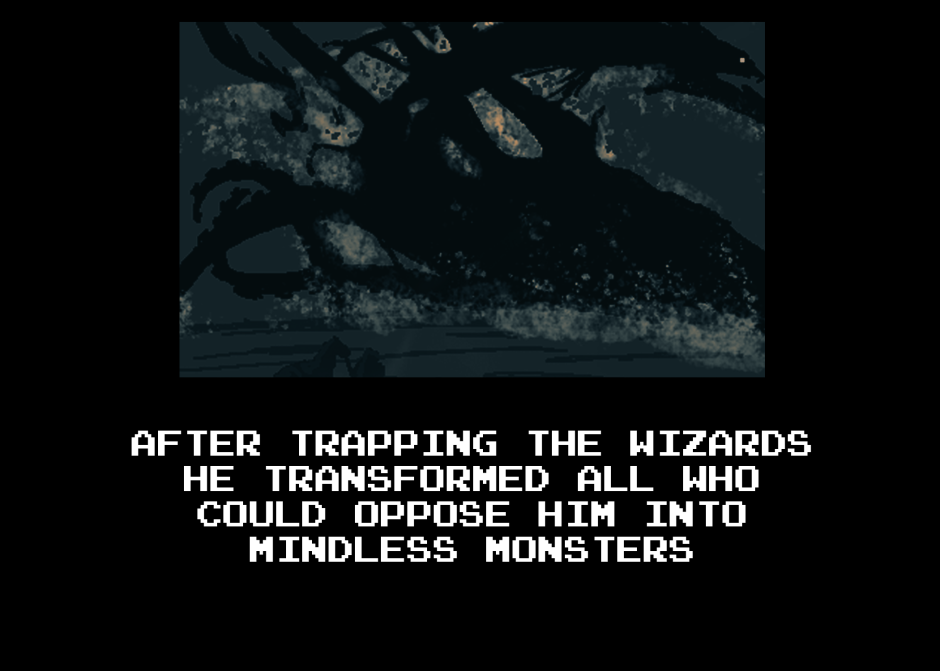 AFTER TRAPPING THE WIZARDS
HE TRANSFORMED ALL WHO
COULD OPPOSE HIM INTO
MINDLESS MONSTERS